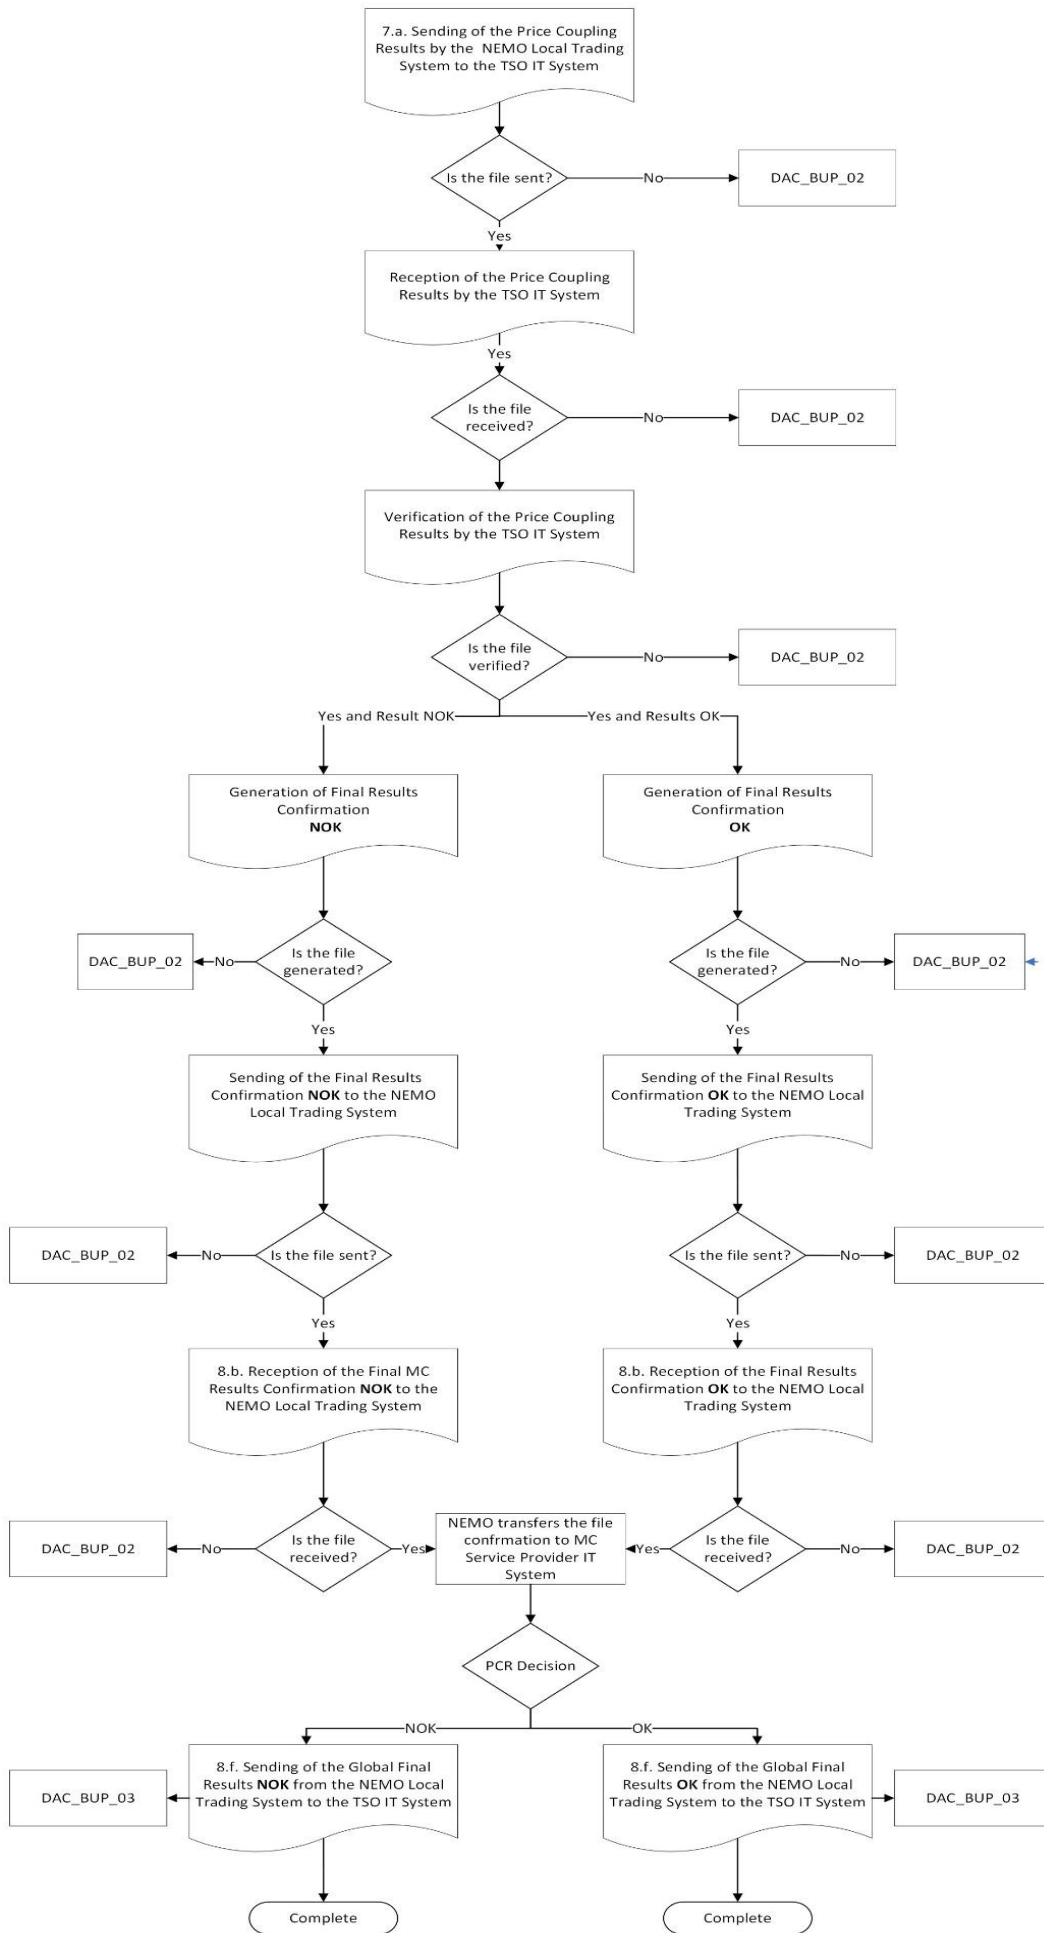 7.a. Sending of the Price Coupling
Results by the  NEMO Local Trading
System to the TSO IT System
Is the file sent?
No
DAC_BUP_02
Yes
Reception of the Price Coupling
Results by the TSO IT System
Yes
Is the file
received?
No
DAC_BUP_02
Verification of the Price Coupling
Results by the TSO IT System
Is the file
verified?
No
DAC_BUP_02
Yes and Result NOK
Yes and Results OK
Generation of Final Results
Confirmation
NOK
Generation of Final Results
Confirmation
OK
DAC_BUP_02
No
Is the file
generated?
Is the file
generated?
No
DAC_BUP_02
Yes
Yes
Sending of the Final Results
Confirmation NOK to the NEMO
Local Trading System
Sending of the Final Results
Confirmation OK to the NEMO Local
Trading System
DAC_BUP_02
No
Is the file sent?
Is the file sent?
No
DAC_BUP_02
Yes
Yes
8.b. Reception of the Final MC
Results Confirmation NOK to the
NEMO Local Trading System
8.b. Reception of the Final Results
Confirmation OK to the NEMO Local
Trading System
DAC_BUP_02
No
Is the file
received?
Yes
NEMO transfers the file
confrmation to MC
Service Provider IT
System
Yes
Is the file
received?
No
DAC_BUP_02
PCR Decision
NOK
OK
DAC_BUP_03
8.f. Sending of the Global Final
Results NOK from the NEMO Local
Trading System to the TSO IT System
8.f. Sending of the Global Final
Results OK from the NEMO Local
Trading System to the TSO IT System
DAC_BUP_03
Complete
Complete